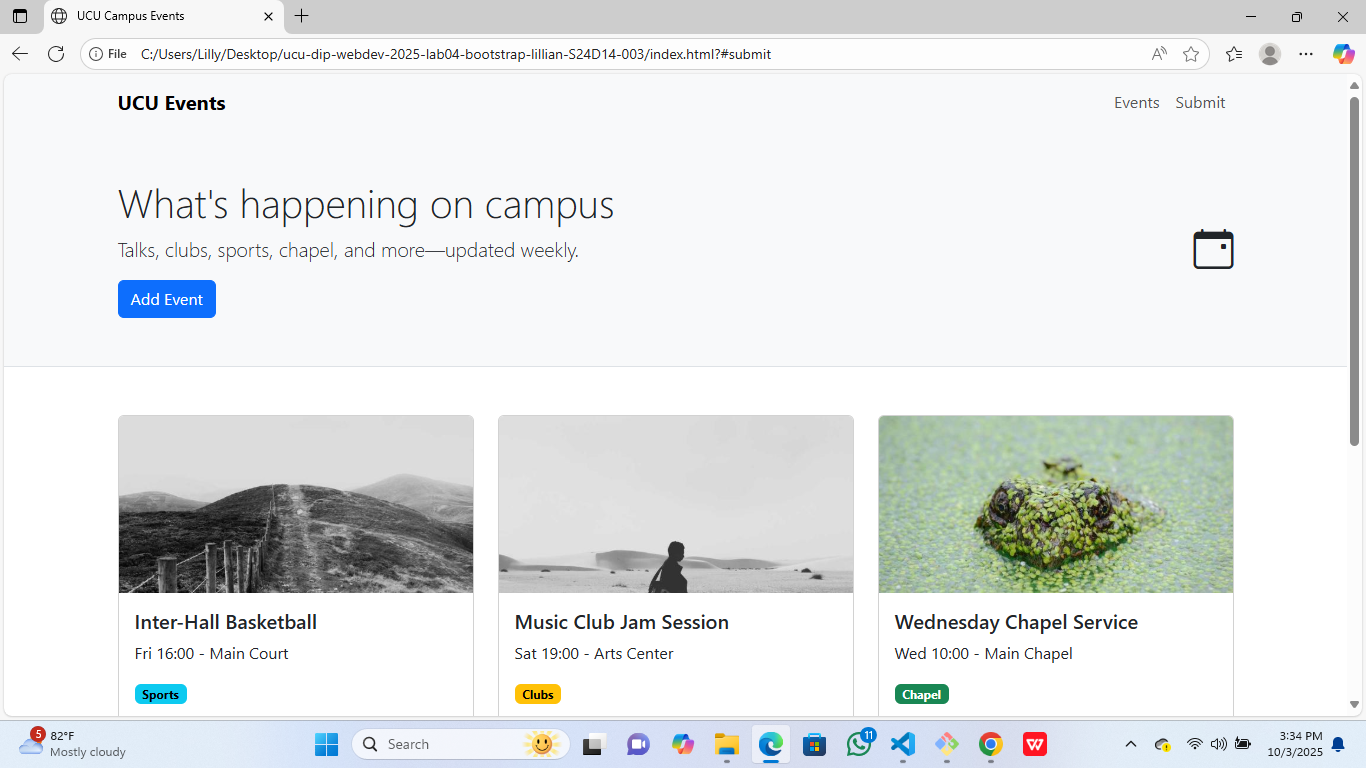 UCU Campus Events
File
C:/Users/Lilly/Desktop/ucu-dip-webdev-2025-lab04-bootstrap-lillian-S24D14-003/index.html?#submit
UCU Events
Events
Submit
What's happening on campus
Talks, clubs, sports, chapel, and more—updated weekly.
Add Event
Inter-Hall Basketball
Fri 16:00 - Main Court
Sports
Music Club Jam Session
Sat 19:00 - Arts Center
Clubs
Wednesday Chapel Service
Wed 10:00 - Main Chapel
Chapel
5
82°F
Mostly cloudy
Search
11
W
3:34 PM
10/3/2025